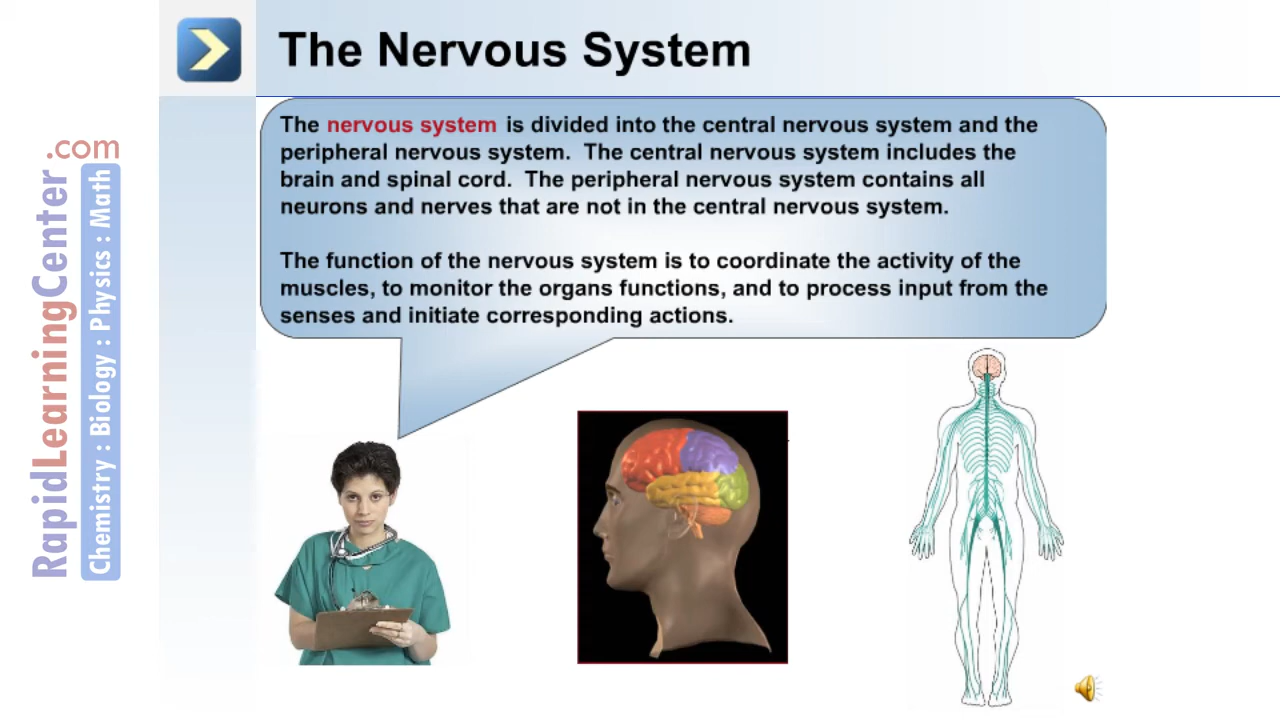 The Nervous System
The nervous system is divided into the central nervous system and the
peripheral nervous system.  The central nervous system includes the
brain and spinal cord.  The peripheral nervous system contains all
neurons and nerves that are not in the central nervous system.
The function of the nervous system is to coordinate the activity of the
muscles, to monitor the organs functions, and to process input from the
senses and initiate corresponding actions.
RapidLearningCenter.com
Chemistry : Biology : Physics : Math